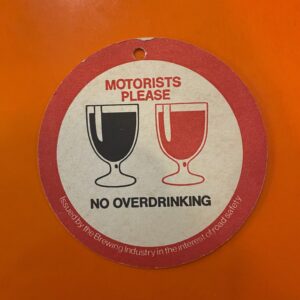 MOTORISTS
PLEASE
NO OVERDRINKING
Issued by the Brewing Industry in the interest of road safety